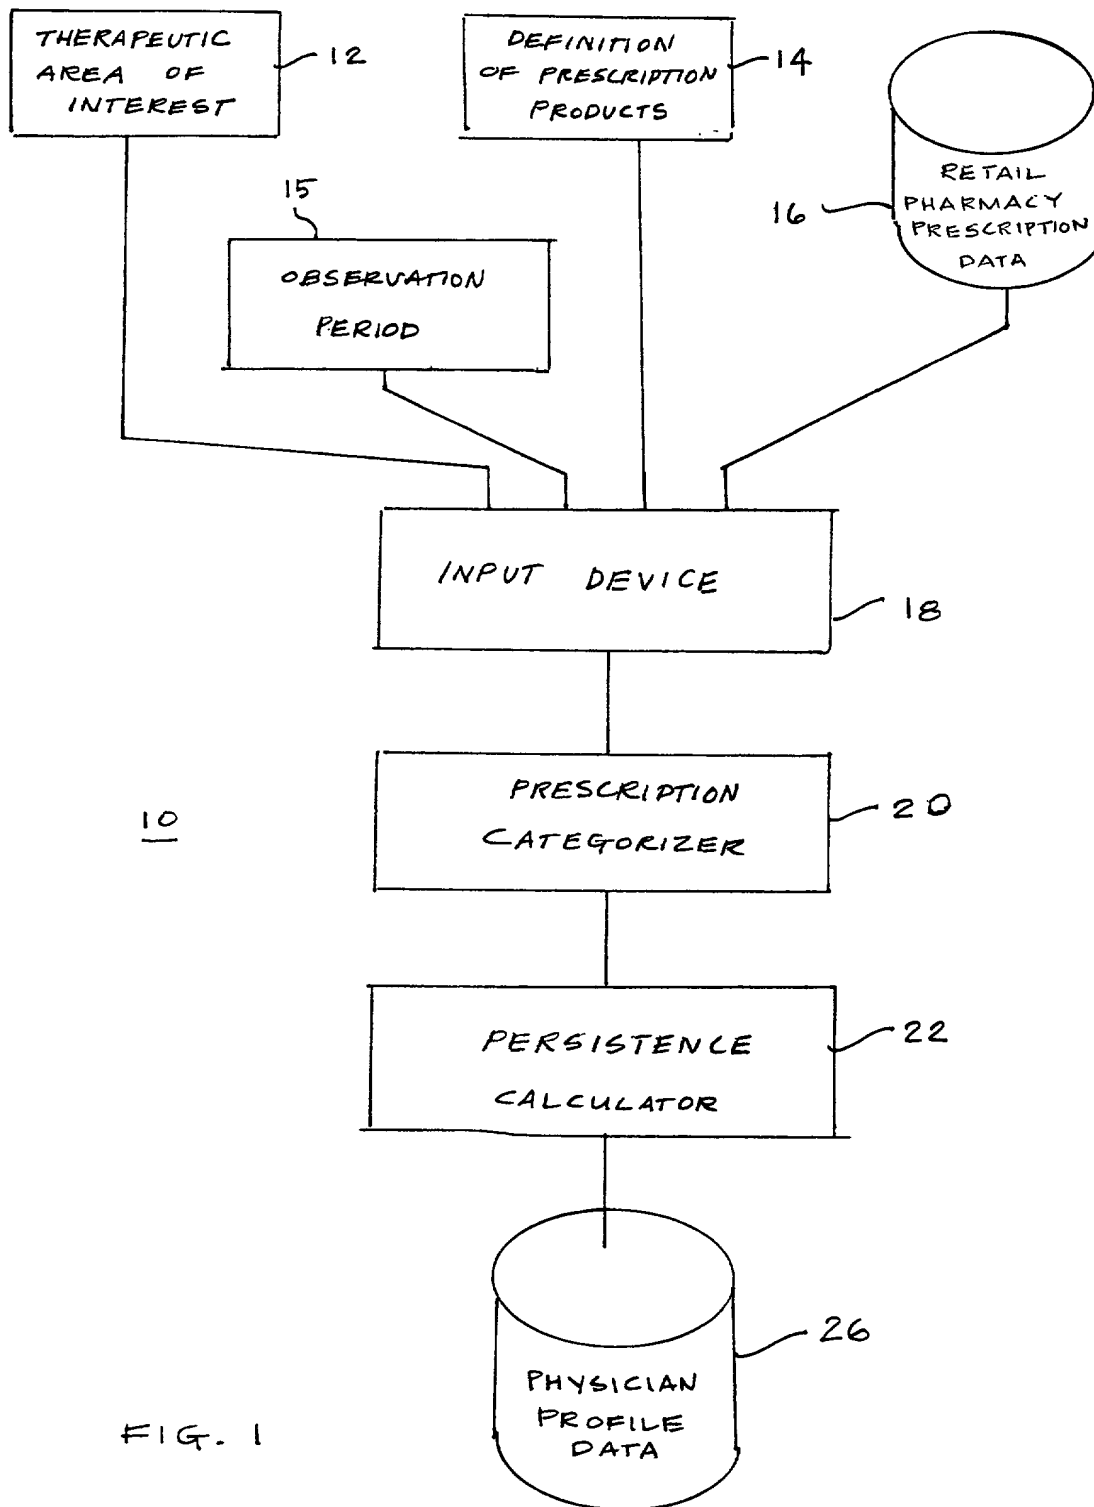 THERAPEUTIC
AREA OF
INTEREST
12
DEFINITION
OF PRESCRIPTION
PRODUCTS
14
RETAIL
PHARMACY
PRESCRIPTION
DATA
16
15
OBSERVATION
PERIOD
INPUT DEVICE
18
PRESCRIPTION
CATEGORIZER
20
10
PERSISTENCE
CALCULATOR
22
PHYSICIAN
PROFILE
DATA
26
FIG. 1